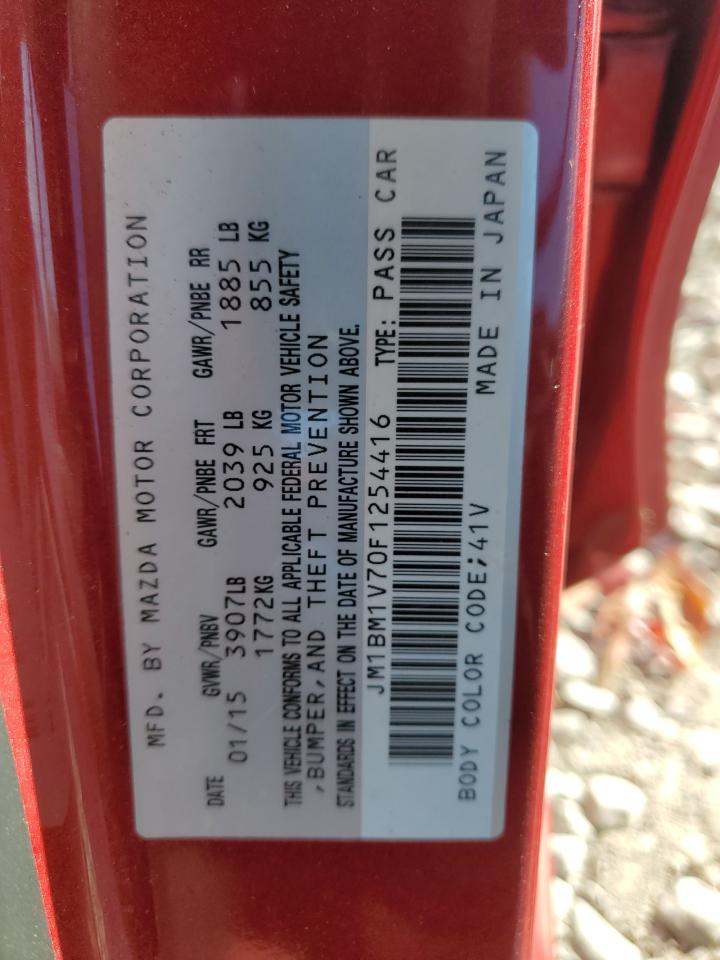 MFD. BY MAZDA MOTOR CORPORATION
DATE GVWR/PNBV GAWR/PNBE FRT GAWR/PNBE RR
01/15 3907LB 2039 LB 1885 LB
1772KG 925 KG 855 KG
THIS VEHICLE CONFORMS TO ALL APPLICABLE FEDERAL MOTOR VEHICLE SAFETY
,BUMPER,AND THEFT PREVENTION
STANDARDS IN EFFECT ON THE DATE OF MANUFACTURE SHOWN ABOVE.
JM1BM1V70F1254416 TYPE: PASS CAR
BODY COLOR CODE;41V MADE IN JAPAN